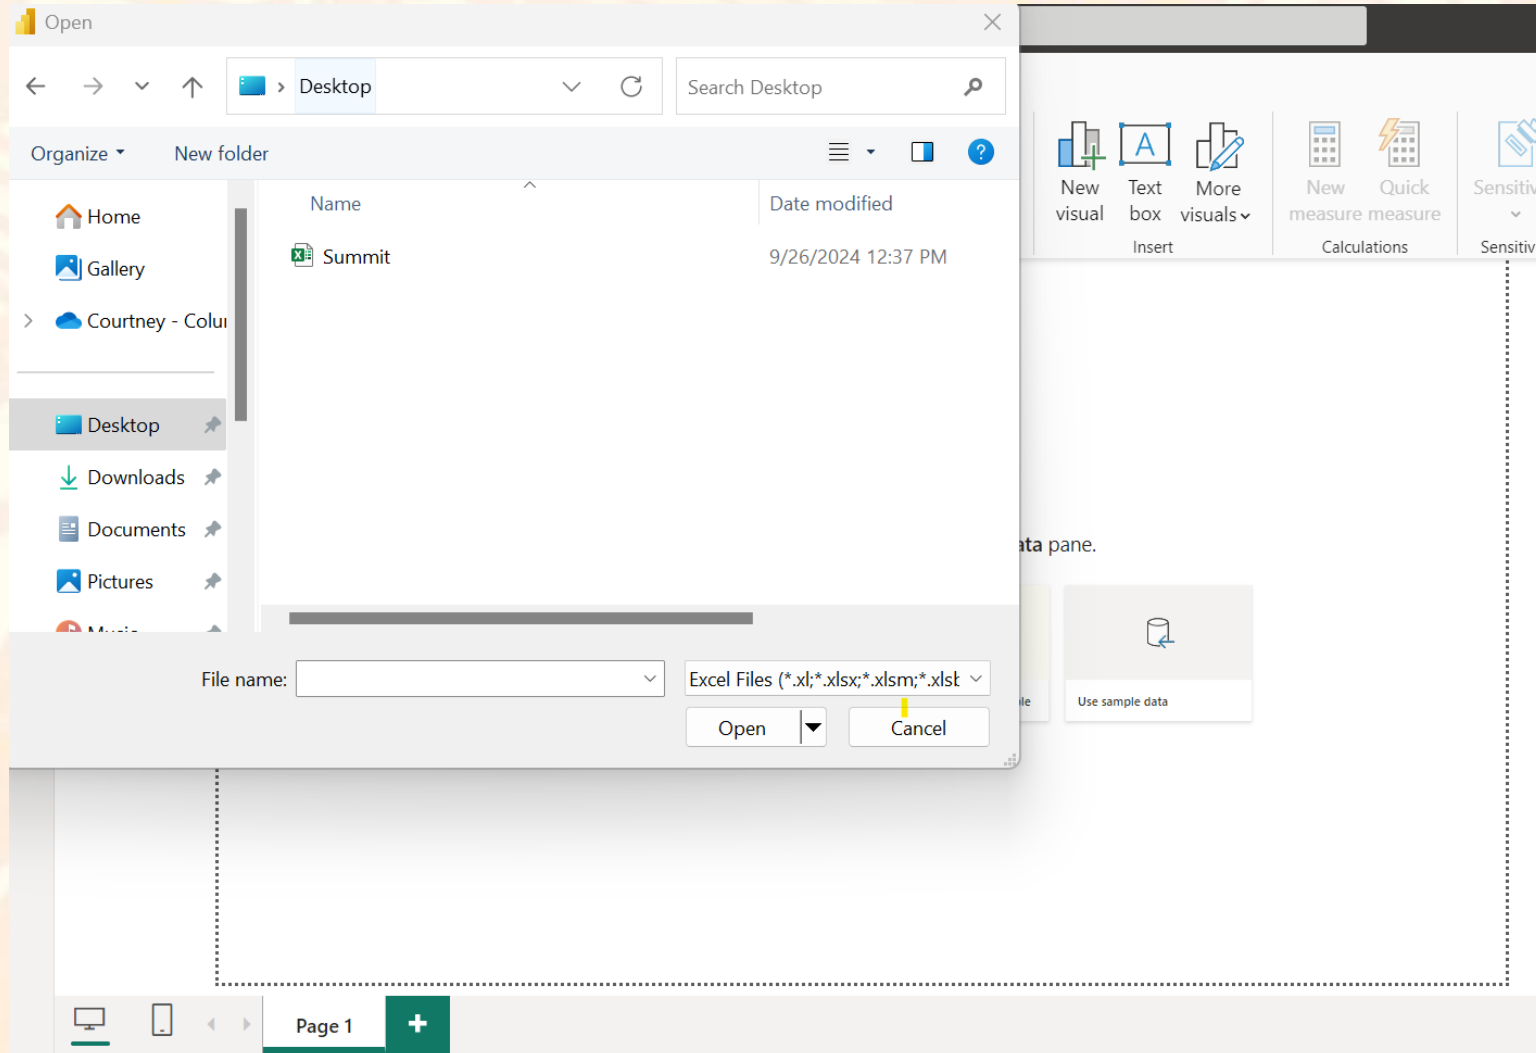 Open
Desktop
Search Desktop
Organize
New folder
Home
Gallery
Courtney - Colu
Desktop
Downloads
Documents
Pictures
Music
Name
Date modified
Summit
9/26/2024 12:37 PM
File name:
Excel Files (*.xl;*.xlsx;*.xlsm;*.xlsb
Open
Cancel
New
visual
Text
box
More
visuals
Insert
New
measure
Quick
measure
Calculations
Sensitiv
Sensitiv
ata pane.
le
Use sample data
Page 1